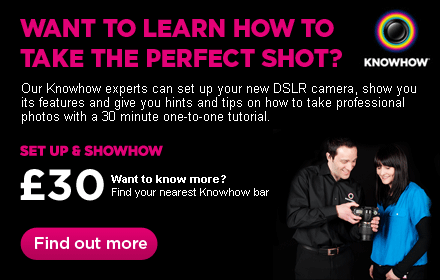 WANT TO LEARN HOW TO
TAKE THE PERFECT SHOT?
KNOWHOW
Our Knowhow experts can set up your new DSLR camera, show you
its features and give you hints and tips on how to take professional
photos with a 30 minute one-to-one tutorial.
SET UP & SHOWHOW
£30
Want to know more?
Find your nearest Knowhow bar
Find out more